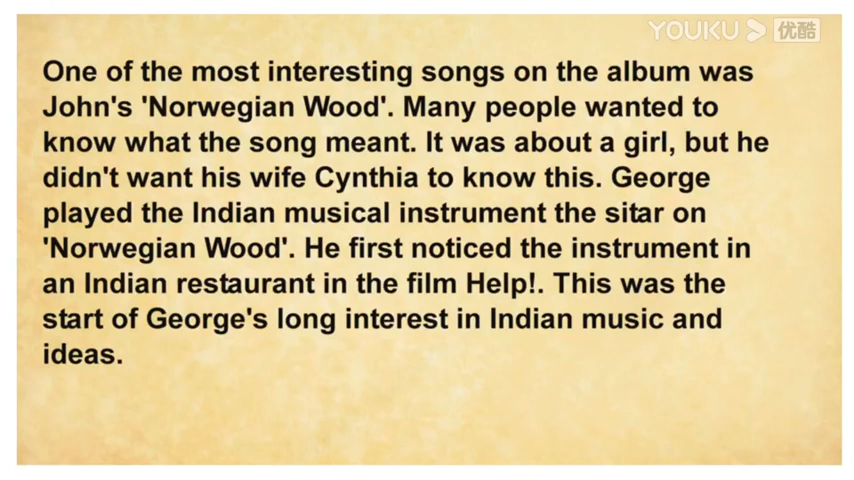 YOUKU 优酷
One of the most interesting songs on the album was
John's 'Norwegian Wood'. Many people wanted to
know what the song meant. It was about a girl, but he
didn't want his wife Cynthia to know this. George
played the Indian musical instrument the sitar on
'Norwegian Wood'. He first noticed the instrument in
an Indian restaurant in the film Help!. This was the
start of George's long interest in Indian music and
ideas.